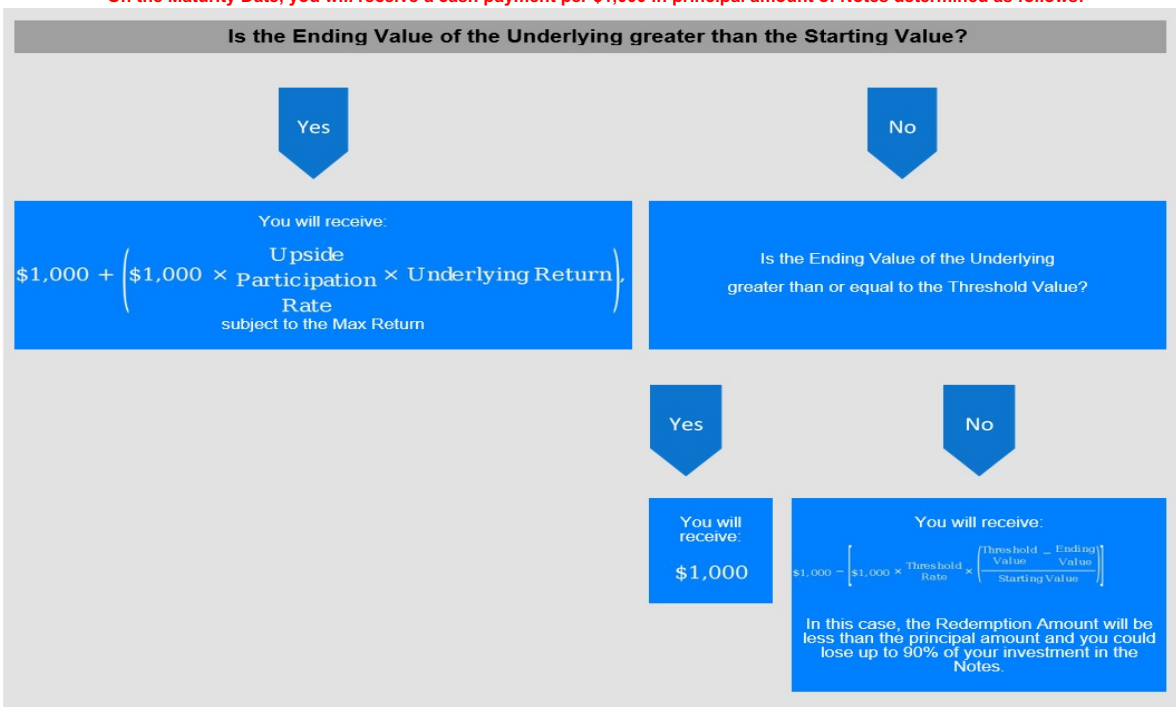 On the Maturity Date, you will receive a cash payment per $1,000 in principal amount of Notes determined as follows:
Is the Ending Value of the Underlying greater than the Starting Value?
Yes
No
You will receive:
$1,000 + ($1,000 × Upside Participation Rate × Underlying Return),
subject to the Max Return
Is the Ending Value of the Underlying
greater than or equal to the Threshold Value?
Yes
No
You will
receive:
$1,000
You will receive:
$1,000 − [$1,000 × Threshold Rate × (Threshold Value − Ending Value / Starting Value)]
In this case, the Redemption Amount will be
less than the principal amount and you could
lose up to 90% of your investment in the
Notes.